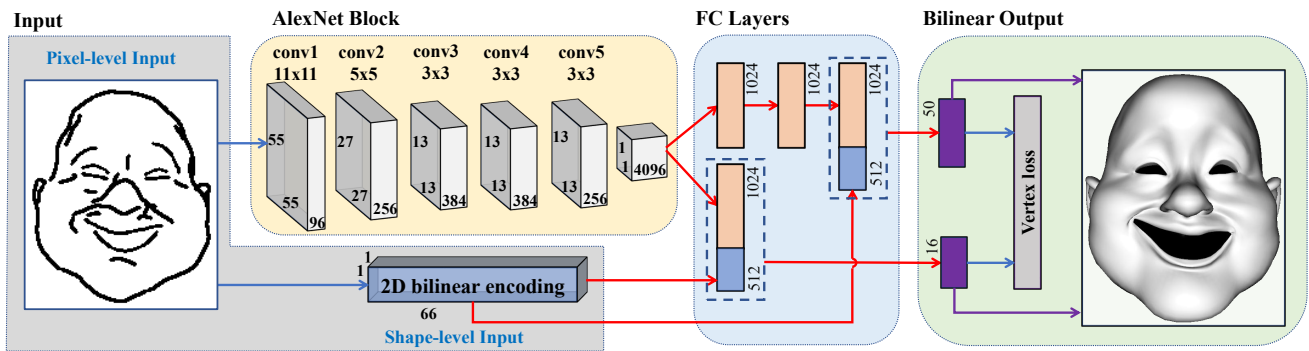 Input
AlexNet Block
FC Layers
Bilinear Output
Pixel-level Input
conv1 conv2 conv3 conv4 conv5
11x11 5x5 3x3 3x3 3x3
55 27 13 13 13
55 27 13 13 13
96 256 384 384 256
1
1 4096
1024 1024 1024
512
1024
512
50
16
Vertex loss
1
1 2D bilinear encoding
66
Shape-level Input